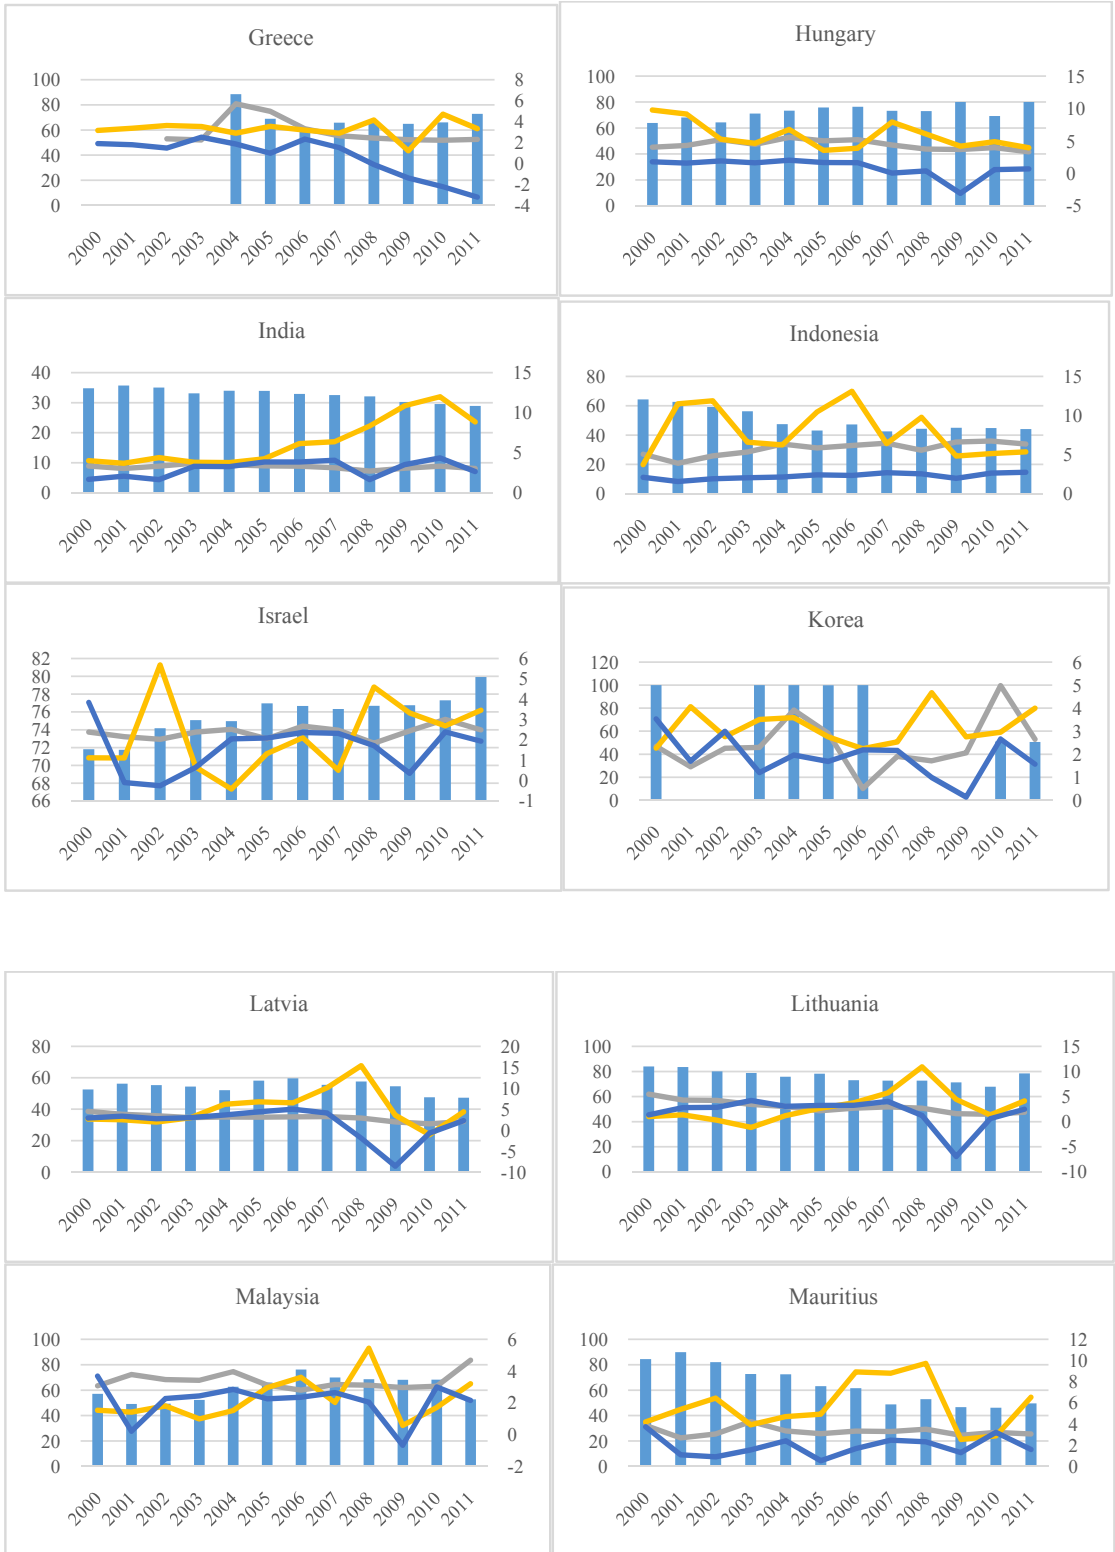 Greece
100 80 60 40 20 0
8 6 4 2 0 -2 -4
2000 2001 2002 2003 2004 2005 2006 2007 2008 2009 2010 2011
Hungary
100 80 60 40 20 0
15 10 5 0 -5
2000 2001 2002 2003 2004 2005 2006 2007 2008 2009 2010 2011
India
40 30 20 10 0
15 10 5 0
2000 2001 2002 2003 2004 2005 2006 2007 2008 2009 2010 2011
Indonesia
80 60 40 20 0
15 10 5 0
2000 2001 2002 2003 2004 2005 2006 2007 2008 2009 2010 2011
Israel
82 80 78 76 74 72 70 68 66
6 5 4 3 2 1 0 -1
2000 2001 2002 2003 2004 2005 2006 2007 2008 2009 2010 2011
Korea
120 100 80 60 40 20 0
6 5 4 3 2 1 0
2000 2001 2002 2003 2004 2005 2006 2007 2008 2009 2010 2011
Latvia
80 60 40 20 0
20 15 10 5 0 -5 -10
2000 2001 2002 2003 2004 2005 2006 2007 2008 2009 2010 2011
Lithuania
100 80 60 40 20 0
15 10 5 0 -5 -10
2000 2001 2002 2003 2004 2005 2006 2007 2008 2009 2010 2011
Malaysia
100 80 60 40 20 0
6 4 2 0 -2
2000 2001 2002 2003 2004 2005 2006 2007 2008 2009 2010 2011
Mauritius
100 80 60 40 20 0
12 10 8 6 4 2 0
2000 2001 2002 2003 2004 2005 2006 2007 2008 2009 2010 2011